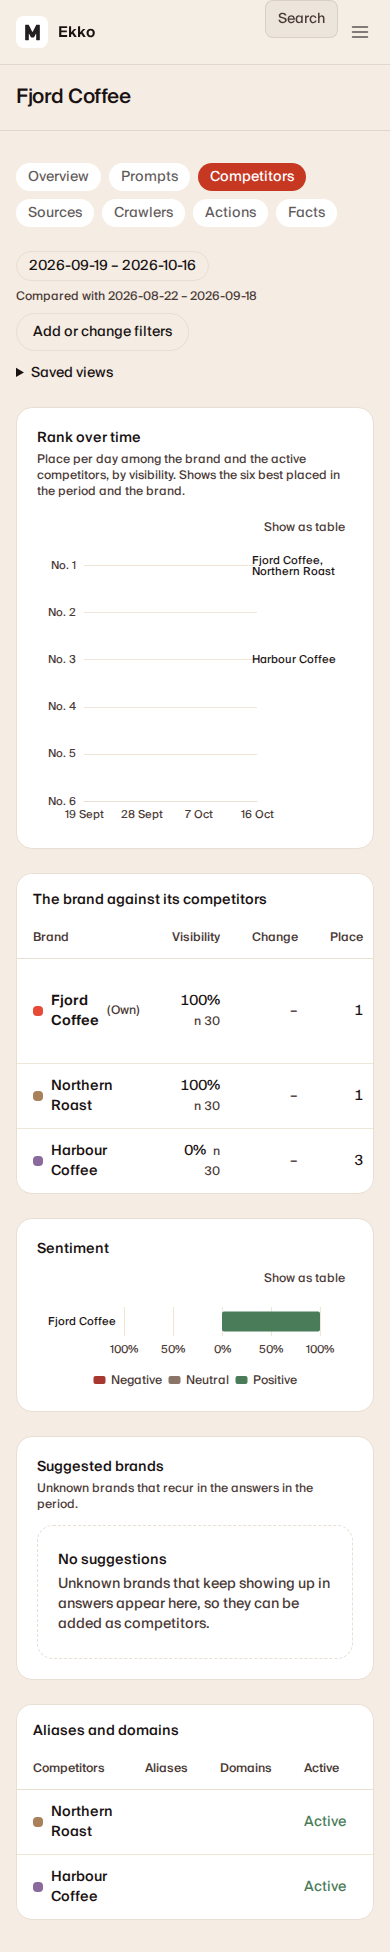 Search
M Ekko
Fjord Coffee
Overview Prompts Competitors
Sources Crawlers Actions Facts
2026-09-19 – 2026-10-16
Compared with 2026-08-22 – 2026-09-18
Add or change filters
Saved views
Rank over time
Place per day among the brand and the active
competitors, by visibility. Shows the six best placed in
the period and the brand.
Show as table
No. 1
Fjord Coffee,
Northern Roast
No. 2
No. 3 Harbour Coffee
No. 4
No. 5
No. 6
19 Sept 28 Sept 7 Oct 16 Oct
The brand against its competitors
Brand Visibility Change Place
Fjord
Coffee (Own) 100%
n 30 – 1
Northern
Roast 100%
n 30 – 1
Harbour
Coffee 0% n
30 – 3
Sentiment
Show as table
Fjord Coffee
100% 50% 0% 50% 100%
Negative Neutral Positive
Suggested brands
Unknown brands that recur in the answers in the
period.
No suggestions
Unknown brands that keep showing up in
answers appear here, so they can be
added as competitors.
Aliases and domains
Competitors Aliases Domains Active
Northern
Roast Active
Harbour
Coffee Active